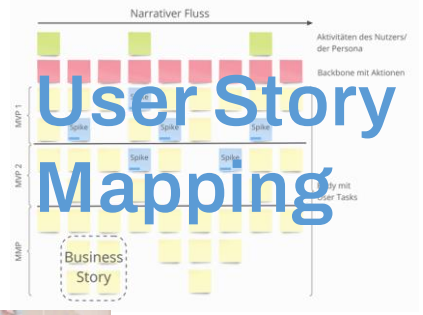 Narrativer Fluss
Aktivitäten des Nutzers/
der Persona
Backbone mit Aktionen
User Story
MVP 1
Spike
Spike
Spike
Spike
MVP 2
Spike
Spike
Mapping
User Tasks
MMP
Business
Story